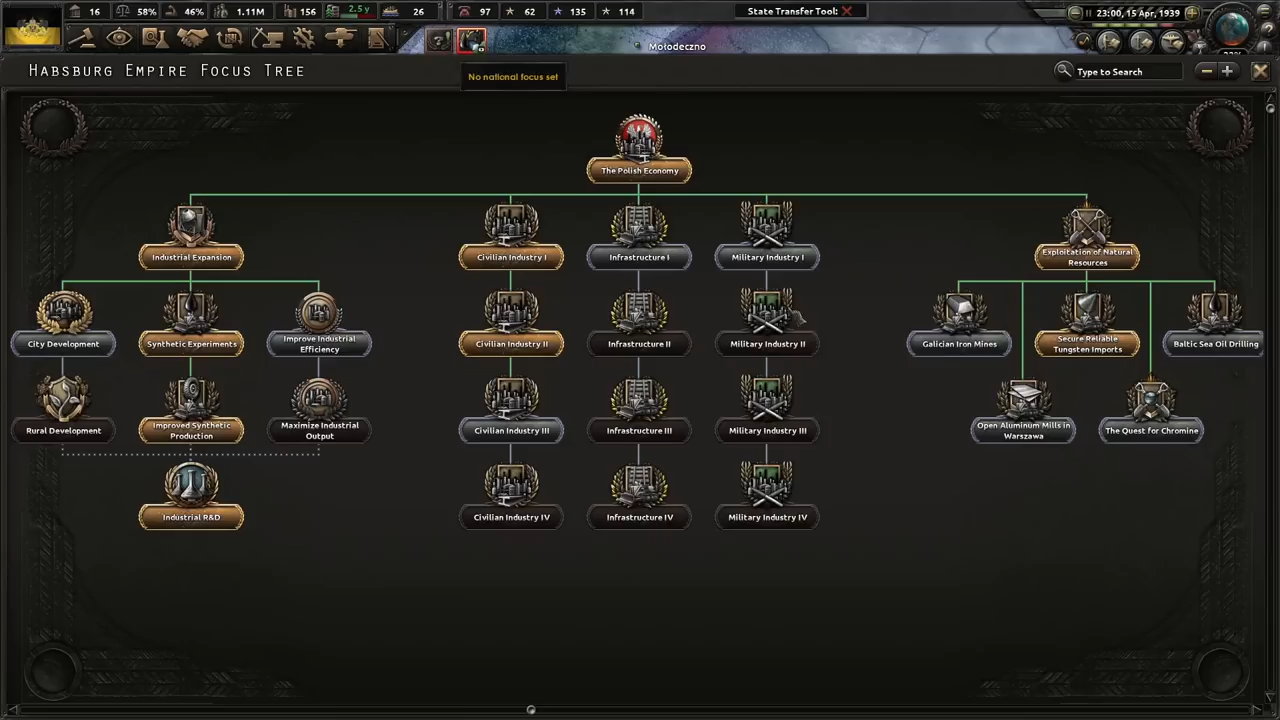 16 58% 46% 1.11M 156 2.5 y 26 97 62 135 114
State Transfer Tool:
23:00, 15 Apr, 1939
Mołodeczno
Habsburg Empire Focus Tree
No national focus set
Type to Search
The Polish Economy
Industrial Expansion
Civilian Industry I
Infrastructure I
Military Industry I
Exploitation of Natural
Resources
City Development
Synthetic Experiments
Improve Industrial
Efficiency
Civilian Industry II
Infrastructure II
Military Industry II
Galician Iron Mines
Secure Reliable
Tungsten Imports
Baltic Sea Oil Drilling
Rural Development
Improved Synthetic
Production
Maximize Industrial
Output
Civilian Industry III
Infrastructure III
Military Industry III
Open Aluminum Mills in
Warszawa
The Quest for Chromine
Industrial R&D
Civilian Industry IV
Infrastructure IV
Military Industry IV